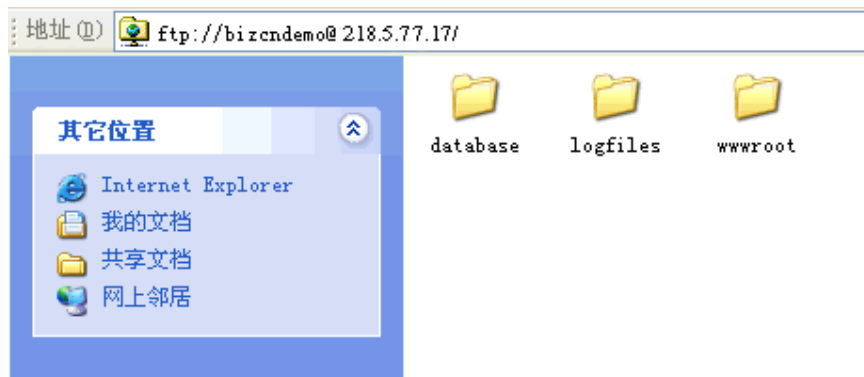 地址(D) ftp://bizcndemo@218.5.77.17/
其它位置
Internet Explorer
我的文档
共享文档
网上邻居
database logfiles wwwroot